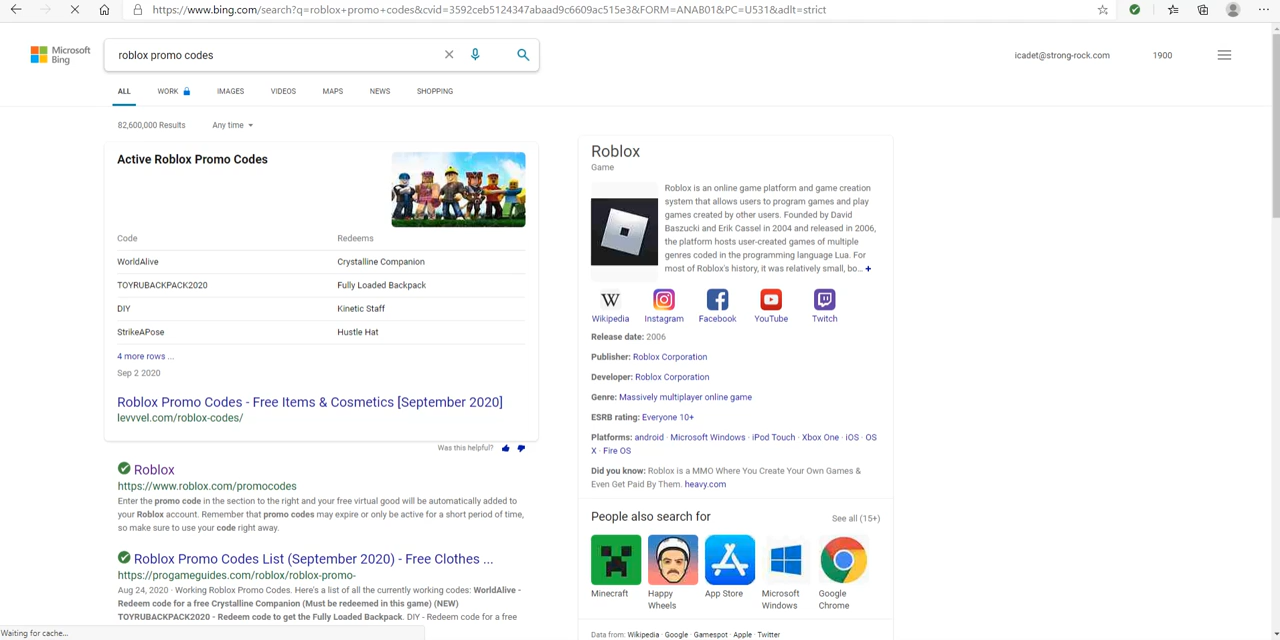 https://www.bing.com/search?q=roblox+promo+codes&cvid=3592ceb5124347abaad9c6609ac515e3&FORM=ANAB01&PC=U531&adlt=strict
Microsoft
Bing
roblox promo codes
icadet@strong-rock.com
1900
ALL
WORK
IMAGES
VIDEOS
MAPS
NEWS
SHOPPING
82,600,000 Results
Any time
Active Roblox Promo Codes
Code
Redeems
WorldAlive
Crystalline Companion
TOYRUBACKPACK2020
Fully Loaded Backpack
DIY
Kinetic Staff
StrikeAPose
Hustle Hat
4 more rows ...
Sep 2 2020
Roblox Promo Codes - Free Items & Cosmetics [September 2020]
levvvel.com/roblox-codes/
Was this helpful?
Roblox
https://www.roblox.com/promocodes
Enter the promo code in the section to the right and your free virtual good will be automatically added to
your Roblox account. Remember that promo codes may expire or only be active for a short period of time,
so make sure to use your code right away.
Roblox Promo Codes List (September 2020) - Free Clothes ...
https://progameguides.com/roblox/roblox-promo-
Aug 24, 2020 · Working Roblox Promo Codes. Here's a list of all the currently working codes: WorldAlive -
Redeem code for a free Crystalline Companion (Must be redeemed in this game) (NEW)
TOYRUBACKPACK2020 - Redeem code to get the Fully Loaded Backpack. DIY - Redeem code for a free
Waiting for cache...
Roblox
Game
Roblox is an online game platform and game creation
system that allows users to program games and play
games created by other users. Founded by David
Baszucki and Erik Cassel in 2004 and released in 2006,
the platform hosts user-created games of multiple
genres coded in the programming language Lua. For
most of Roblox's history, it was relatively small, bo... +
W
Wikipedia
Instagram
Facebook
YouTube
Twitch
Release date: 2006
Publisher: Roblox Corporation
Developer: Roblox Corporation
Genre: Massively multiplayer online game
ESRB rating: Everyone 10+
Platforms: android · Microsoft Windows · iPod Touch · Xbox One · iOS · OS
X · Fire OS
Did you know: Roblox is a MMO Where You Create Your Own Games &
Even Get Paid By Them. heavy.com
People also search for
See all (15+)
Minecraft
Happy
Wheels
App Store
Microsoft
Windows
Google
Chrome
Data from: Wikipedia · Google · Gamespot · Apple · Twitter